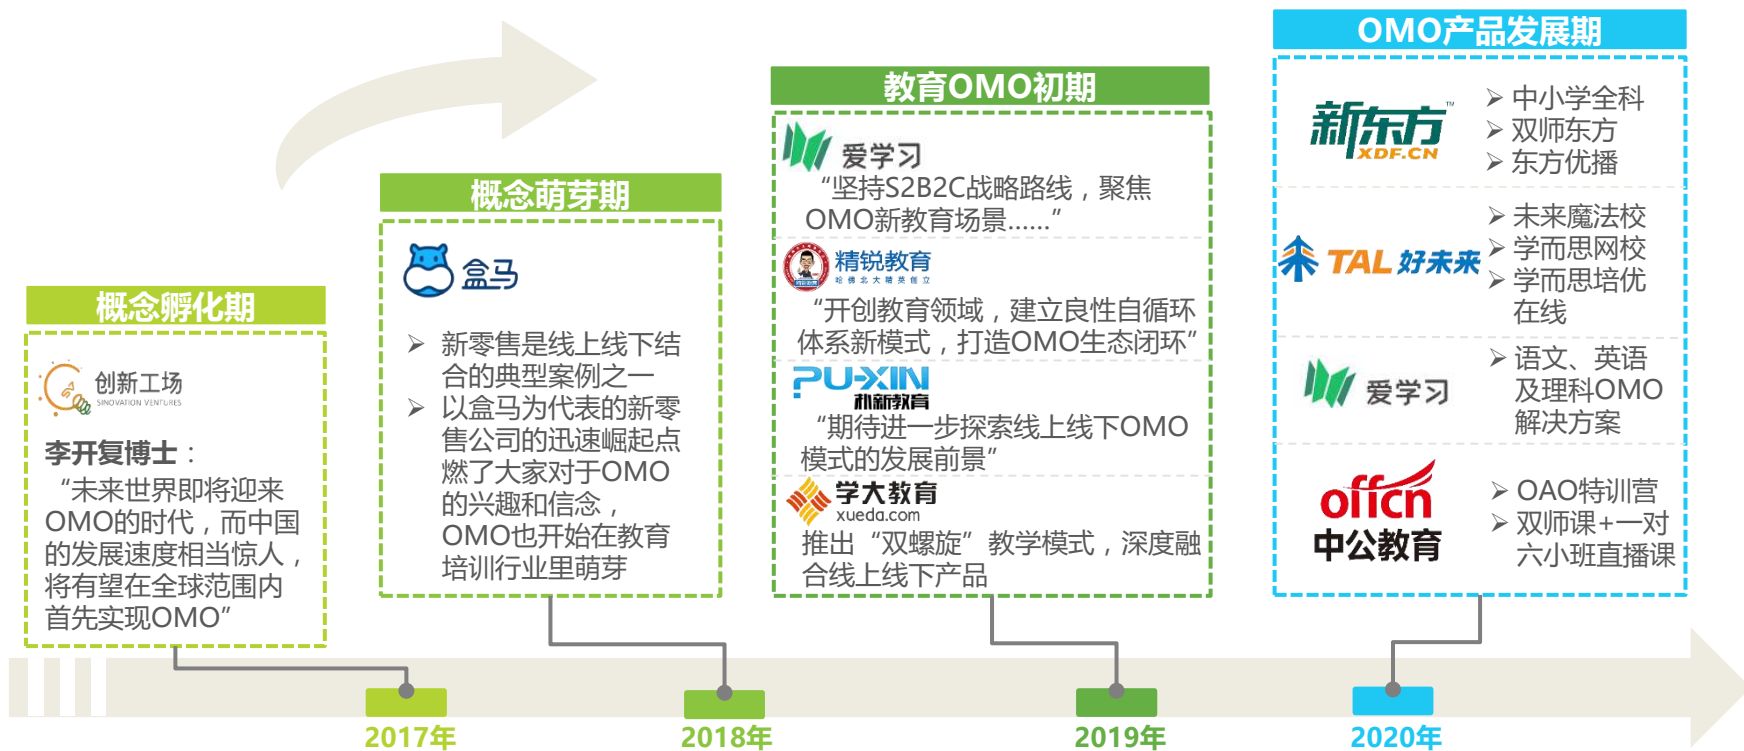 概念孵化期
创新工场
SINOVATION VENTURES
李开复博士：
“未来世界即将迎来
OMO的时代，而中国
的发展速度相当惊人，
将有望在全球范围内
首先实现OMO”
概念萌芽期
盒马
新零售是线上线下结
合的典型案例之一
以盒马为代表的新零
售公司的迅速崛起点
燃了大家对于OMO
的兴趣和信念，
OMO也开始在教育
培训行业里萌芽
教育OMO初期
爱学习
“坚持S2B2C战略路线，聚焦
OMO新教育场景……”
精锐教育
哈佛北大精英创立
“开创教育领域，建立良性自循环
体系新模式，打造OMO生态闭环”
PU-XIN
朴新教育
“期待进一步探索线上线下OMO
模式的发展前景”
学大教育
xueda.com
推出“双螺旋”教学模式，深度融
合线上线下产品
OMO产品发展期
新东方™
XDF.CN
中小学全科
双师东方
东方优播
TAL 好未来
未来魔法校
学而思网校
学而思培优
在线
爱学习
语文、英语
及理科OMO
解决方案
offcn
中公教育
OAO特训营
双师课+一对
六小班直播课
2017年
2018年
2019年
2020年